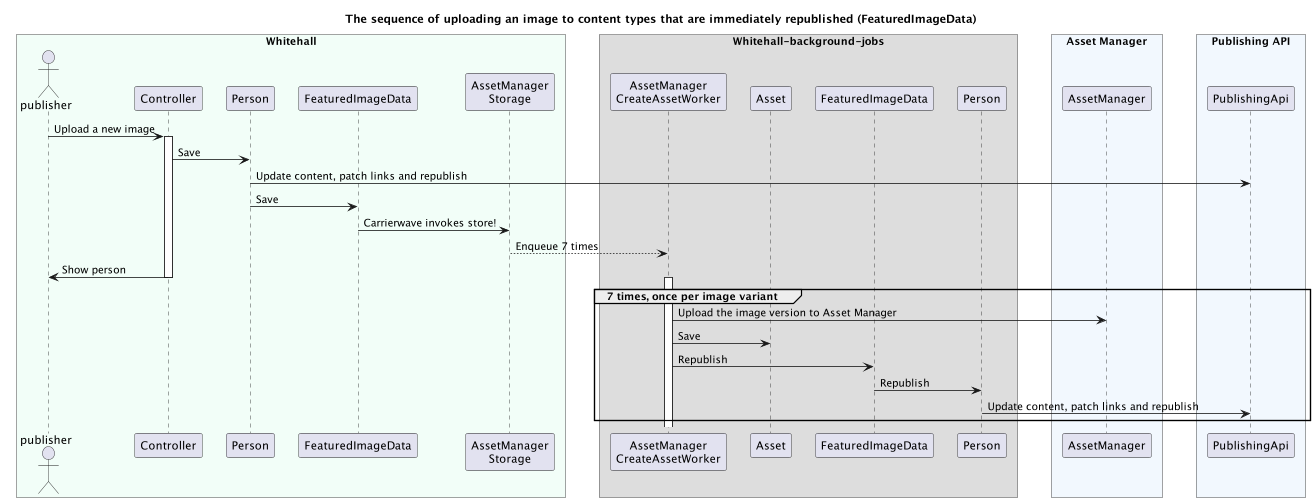 The sequence of uploading an image to content types that are immediately republished (FeaturedImageData)
Whitehall
Whitehall-background-jobs
Asset Manager
Publishing API
publisher
Controller
Person
FeaturedImageData
AssetManager
Storage
AssetManager
CreateAssetWorker
Asset
FeaturedImageData
Person
AssetManager
PublishingApi
Upload a new image
Save
Update content, patch links and republish
Save
Carrierwave invokes store!
Enqueue 7 times
Show person
7 times, once per image variant
Upload the image version to Asset Manager
Save
Republish
Republish
Update content, patch links and republish
publisher
Controller
Person
FeaturedImageData
AssetManager
Storage
AssetManager
CreateAssetWorker
Asset
FeaturedImageData
Person
AssetManager
PublishingApi